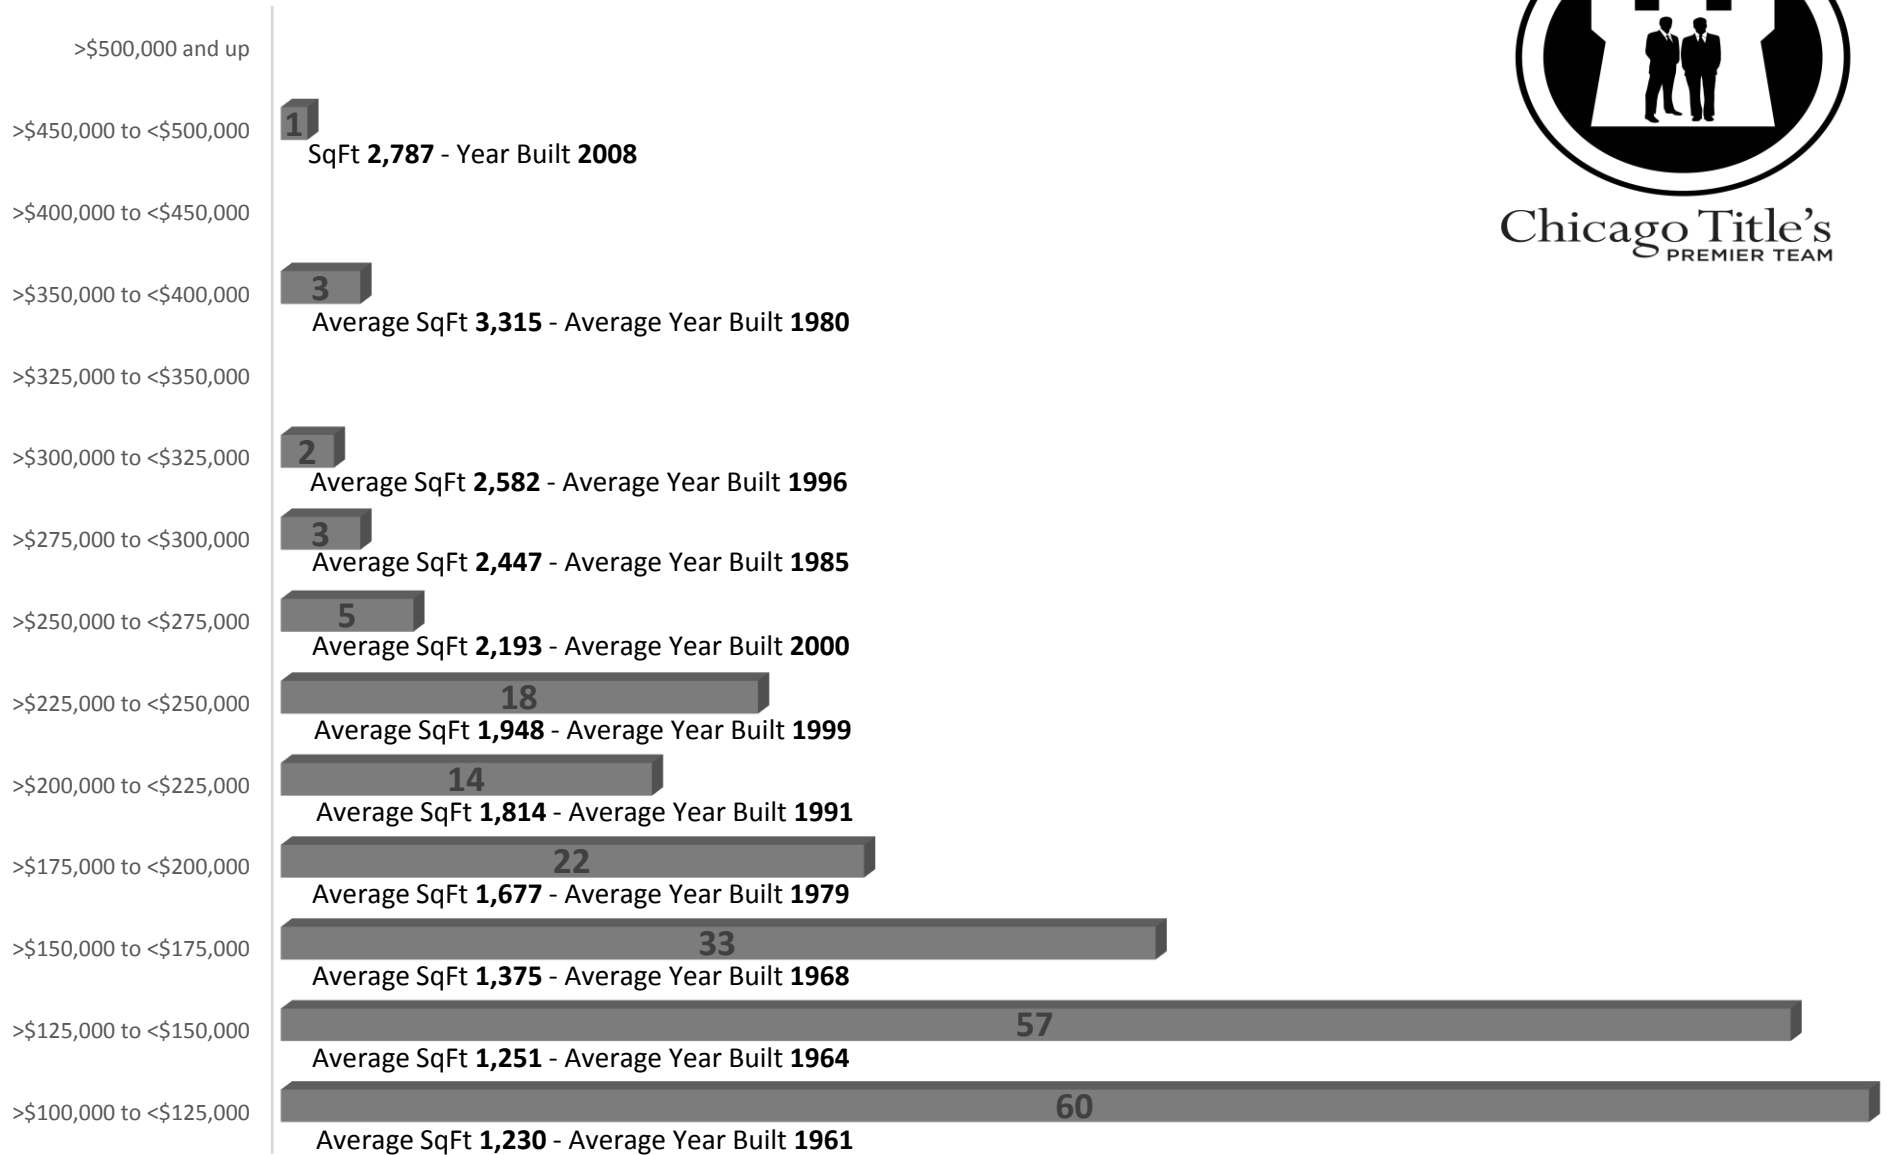 >$500,000 and up
>$450,000 to <$500,000
1
SqFt 2,787 - Year Built 2008
>$400,000 to <$450,000
>$350,000 to <$400,000
3
Average SqFt 3,315 - Average Year Built 1980
>$325,000 to <$350,000
>$300,000 to <$325,000
2
Average SqFt 2,582 - Average Year Built 1996
>$275,000 to <$300,000
3
Average SqFt 2,447 - Average Year Built 1985
>$250,000 to <$275,000
5
Average SqFt 2,193 - Average Year Built 2000
>$225,000 to <$250,000
18
Average SqFt 1,948 - Average Year Built 1999
>$200,000 to <$225,000
14
Average SqFt 1,814 - Average Year Built 1991
>$175,000 to <$200,000
22
Average SqFt 1,677 - Average Year Built 1979
>$150,000 to <$175,000
33
Average SqFt 1,375 - Average Year Built 1968
>$125,000 to <$150,000
57
Average SqFt 1,251 - Average Year Built 1964
>$100,000 to <$125,000
60
Average SqFt 1,230 - Average Year Built 1961
Chicago Title's
PREMIER TEAM